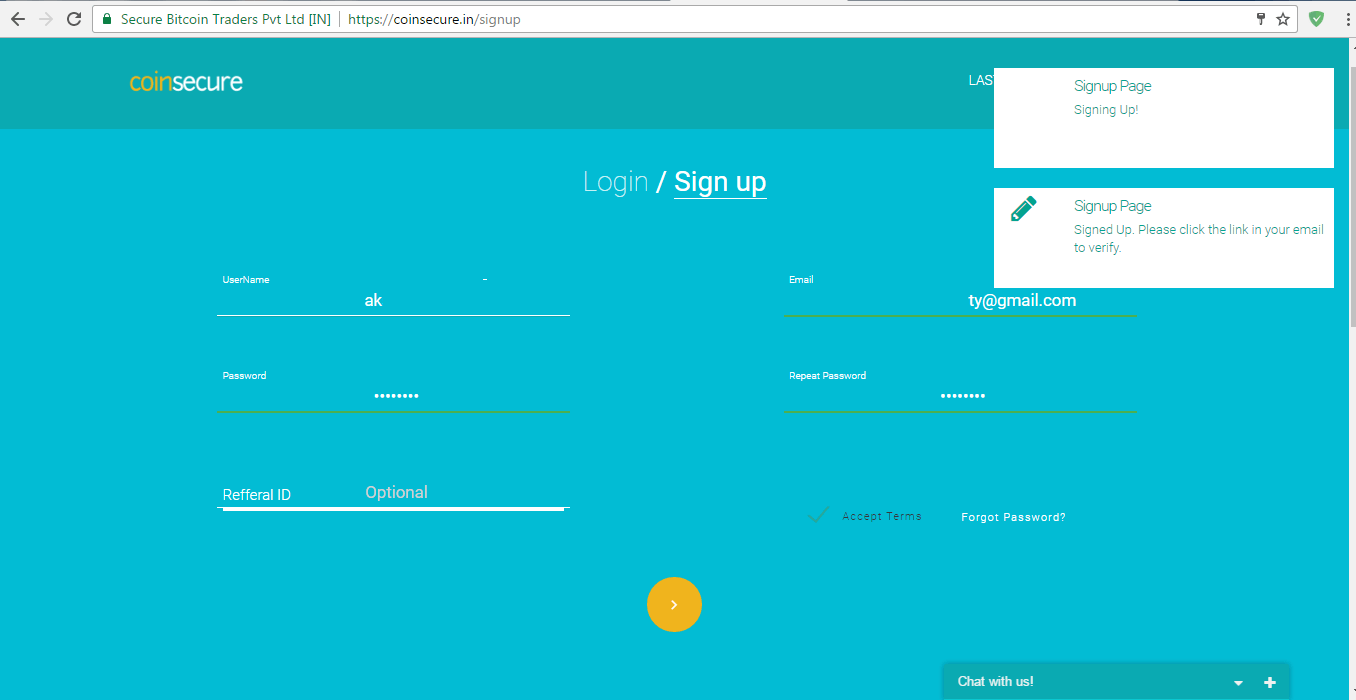 Secure Bitcoin Traders Pvt Ltd [IN] https://coinsecure.in/signup
coinsecure
LAS
Signup Page
Signing Up!
Login / Sign up
Signup Page
Signed Up. Please click the link in your email
to verify.
UserName
ak
Email
ty@gmail.com
Password
••••••••
Repeat Password
••••••••
Refferal ID Optional
Accept Terms Forgot Password?
Chat with us!